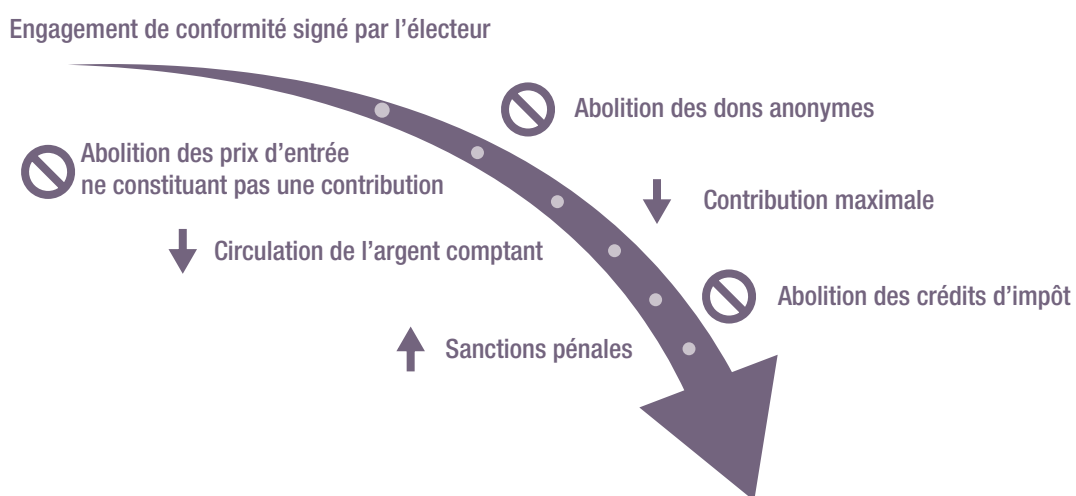 Engagement de conformité signé par l’électeur
Abolition des dons anonymes
Abolition des prix d’entrée
ne constituant pas une contribution
Contribution maximale
Circulation de l’argent comptant
Abolition des crédits d’impôt
Sanctions pénales